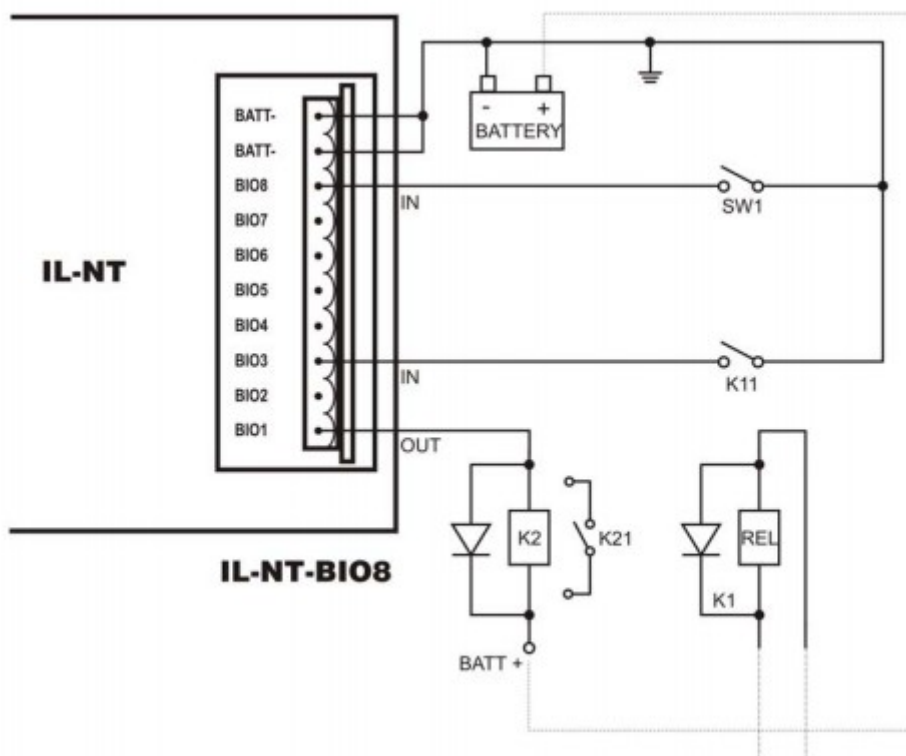 BATT-
BATT-
BIO8
BIO7
BIO6
BIO5
BIO4
BIO3
BIO2
BIO1
IL-NT
IL-NT-BIO8
- +
BATTERY
IN
SW1
IN
K11
OUT
K2
K21
BATT +
REL
K1